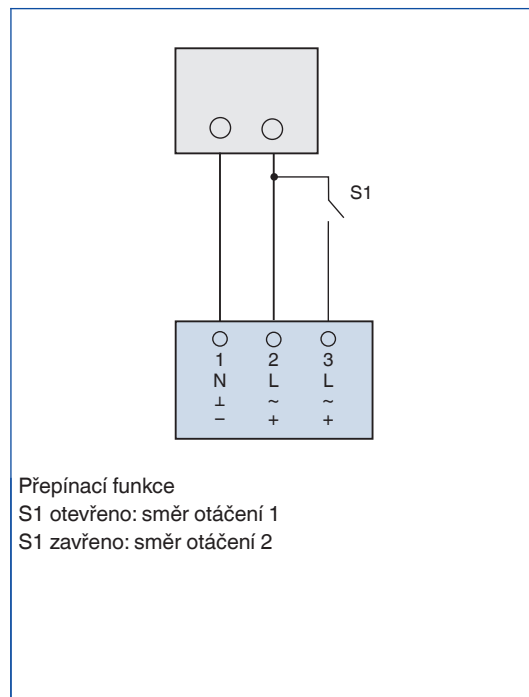 S1
1 2 3
N L L
⊥ ~ ~
− + +
Přepínací funkce
S1 otevřeno: směr otáčení 1
S1 zavřeno: směr otáčení 2